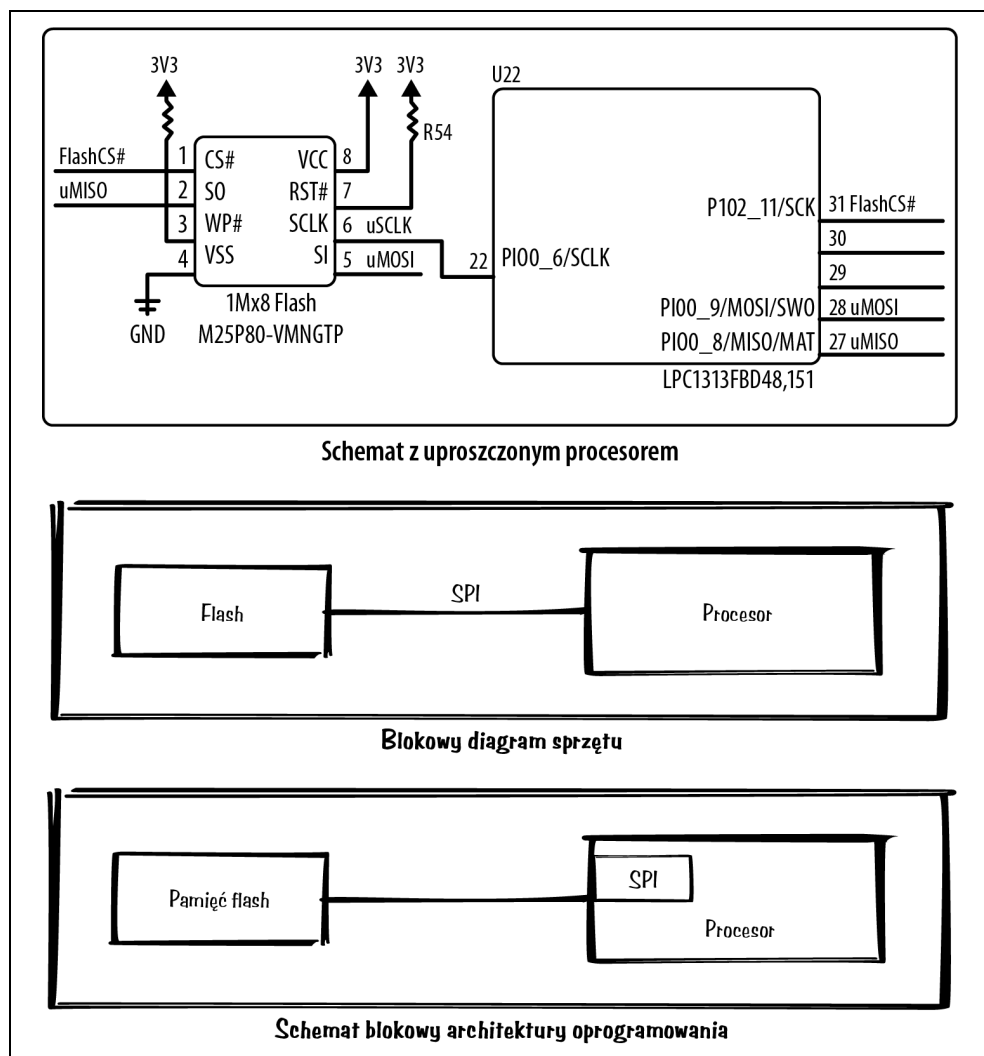 3V3 3V3 3V3
U22
R54
FlashCS# 1 CS# VCC 8
uMISO 2 SO RST# 7
3 WP# SCLK 6 uSCLK
4 VSS SI 5 uMOSI
GND
1Mx8 Flash
M25P80-VMNGTP
22 PIO0_6/SCLK
P102_11/SCK 31 FlashCS#
30
29
PIO0_9/MOSI/SWO 28 uMOSI
PIO0_8/MISO/MAT 27 uMISO
LPC1313FBD48,151
Schemat z uproszczonym procesorem
Flash SPI Procesor
Blokowy diagram sprzętu
Pamięć flash SPI
Procesor
Schemat blokowy architektury oprogramowania